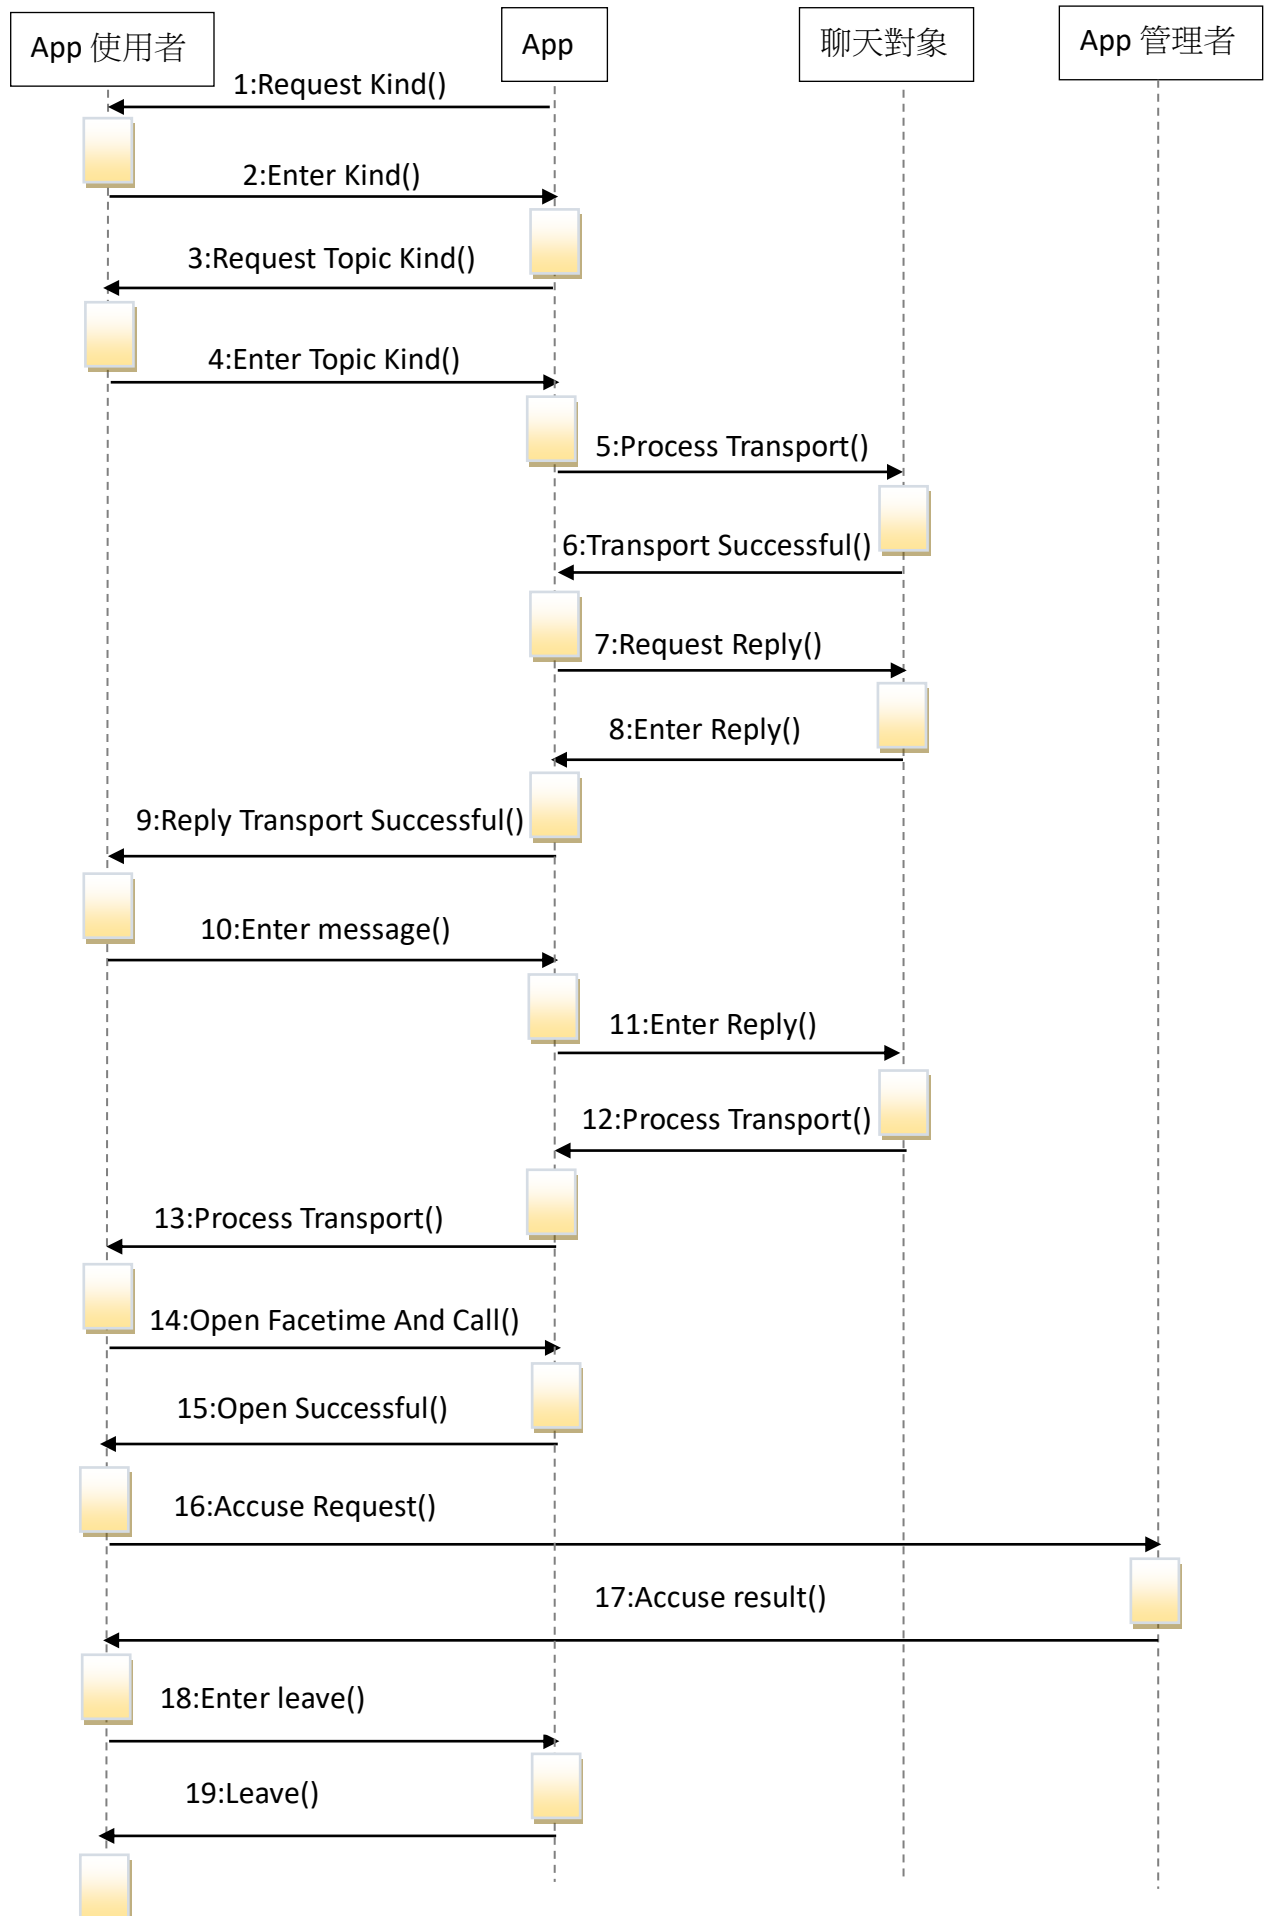 App 使用者
App
聊天對象
App 管理者
1:Request Kind()
2:Enter Kind()
3:Request Topic Kind()
4:Enter Topic Kind()
5:Process Transport()
6:Transport Successful()
7:Request Reply()
8:Enter Reply()
9:Reply Transport Successful()
10:Enter message()
11:Enter Reply()
12:Process Transport()
13:Process Transport()
14:Open Facetime And Call()
15:Open Successful()
16:Accuse Request()
17:Accuse result()
18:Enter leave()
19:Leave()